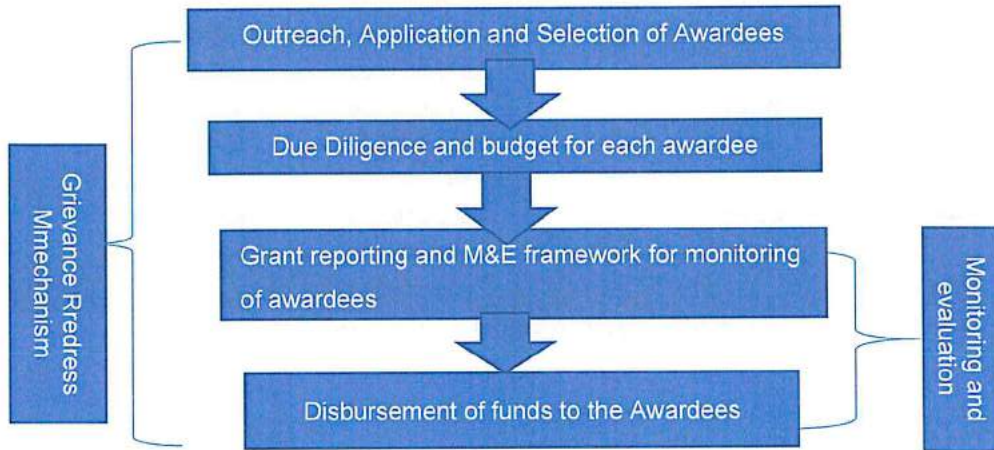 Outreach, Application and Selection of Awardees
Due Diligence and budget for each awardee
Grant reporting and M&E framework for monitoring
of awardees
Disbursement of funds to the Awardees
Grievance Rredress
Mmechanism
Monitoring and
evaluation